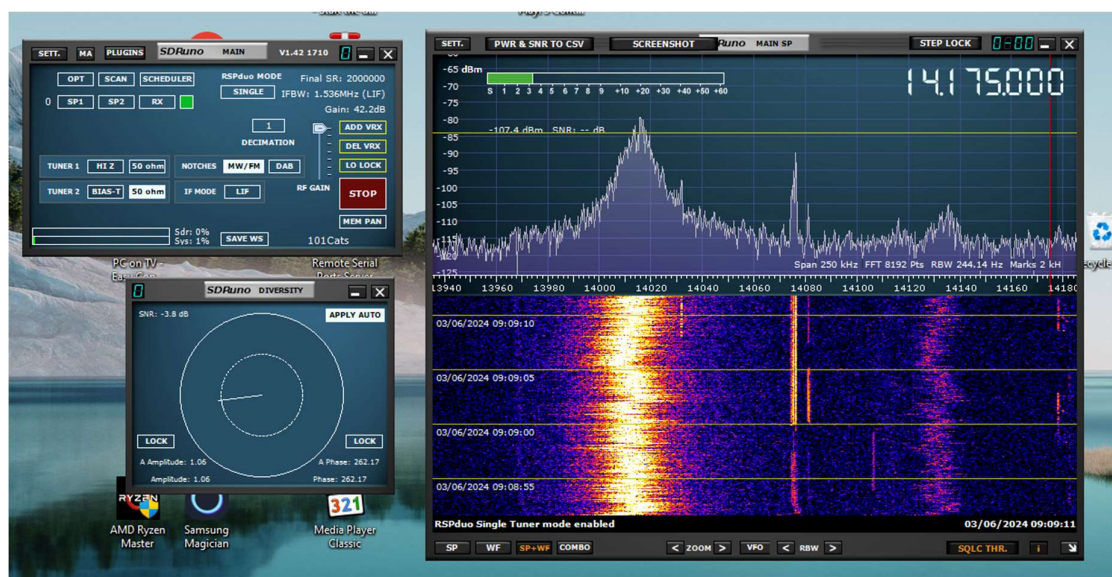 SETT. MA PLUGINS SDRuno MAIN V1.42 1710 0
OPT SCAN SCHEDULER RSPduo MODE Final SR: 2000000
SINGLE IFBW: 1.536MHz (LIF)
0 SP1 SP2 RX
Gain: 42.2dB
1 ADD VRX
DECIMATION DEL VRX
TUNER 1 HI Z 50 ohm NOTCHES MW/FM DAB LO LOCK
TUNER 2 BIAS-T 50 ohm IF MODE LIF RF GAIN STOP
MEM PAN
Sdr: 0%
Sys: 1% SAVE WS 101Cats
PC on TV -
Remote Serial
0 SDRuno DIVERSITY
SNR: -3.8 dB APPLY AUTO
LOCK LOCK
A Amplitude: 1.06 A Phase: 262.17
Amplitude: 1.06 Phase: 262.17
RYZEN
321
AMD Ryzen Samsung Media Player
Master Magician Classic
SETT. PWR & SNR TO CSV SCREENSHOT runo MAIN SP STEP LOCK 0-00
-65 dBm
14.175.000
-70
S 1 2 3 4 5 6 7 8 9 +10 +20 +30 +40 +50 +60
-75
-80
-85 -107.4 dBm SNR: -- dB
-90
-95
-100
-105
-110
-115
Span 250 kHz FFT 8192 Pts RBW 244.14 Hz Marks 2 kH
-125
13940 13960 13980 14000 14020 14040 14060 14080 14100 14120 14140 14160 1418
03/06/2024 09:09:10
03/06/2024 09:09:05
03/06/2024 09:09:00
03/06/2024 09:08:55
RSPduo Single Tuner mode enabled 03/06/2024 09:09:11
SP WF SP+WF COMBO < ZOOM > VFO < RBW > SQLC THR. i
ecycle